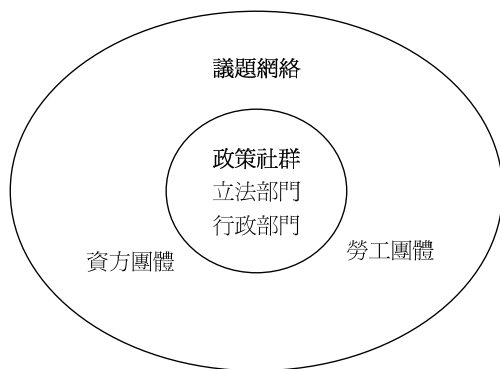 議題網絡
政策社群
立法部門
行政部門
資方團體
勞工團體